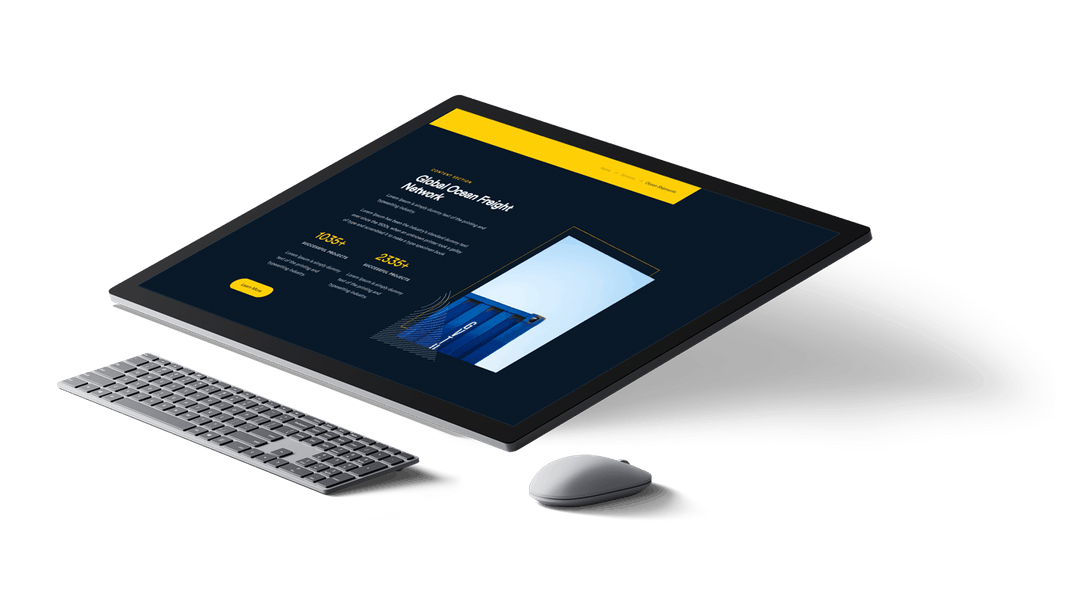 Ocean Shipments
CONTENT SECTION
Global Ocean Freight
Network
Lorem Ipsum is simply dummy text of the printing and
typesetting industry.
Lorem Ipsum has been the industry's standard dummy text
ever since the 1500s, when an unknown printer took a galley
of type and scrambled it to make a type specimen book
1035+
SUCCESSFUL PROJECTS
Lorem Ipsum is simply dummy
text of the printing and
typesetting industry.
2335+
SUCCESSFUL PROJECTS
Lorem Ipsum is simply dummy
text of the printing and
typesetting industry.
Learn More